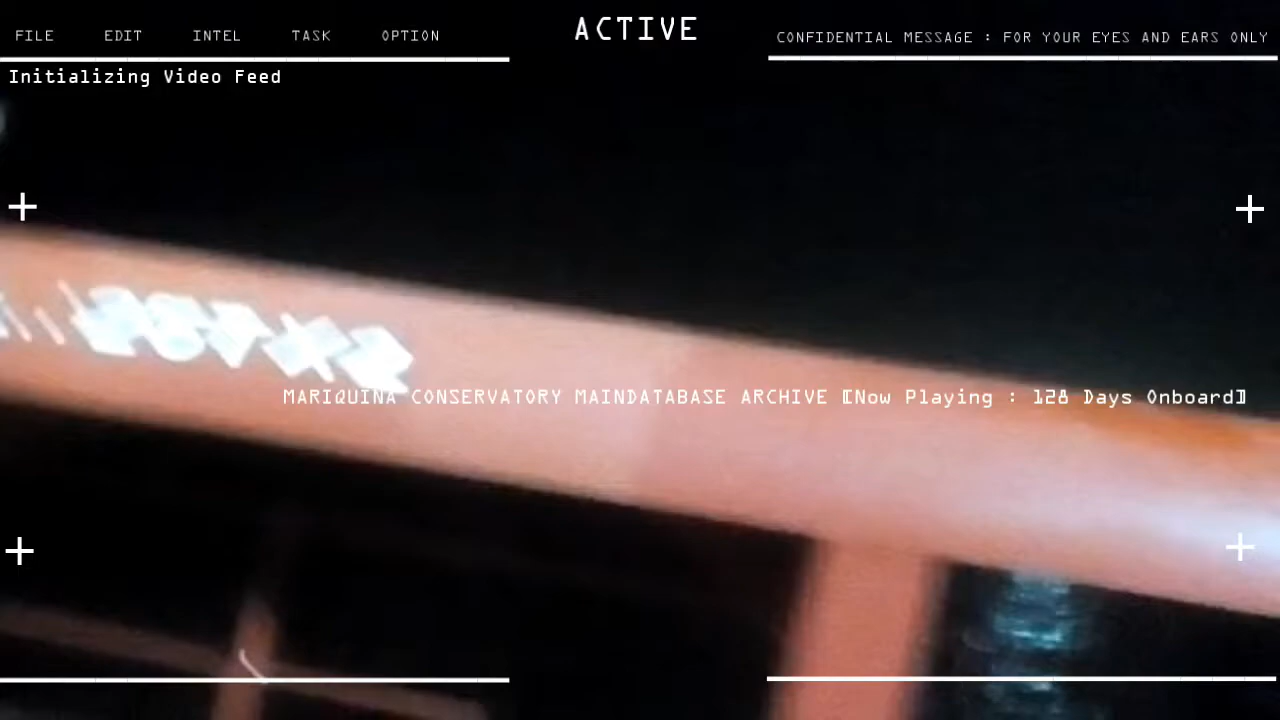 FILE EDIT INTEL TASK OPTION
ACTIVE
CONFIDENTIAL MESSAGE : FOR YOUR EYES AND EARS ONLY
Initializing Video Feed
MARIQUINA CONSERVATORY MAINDATABASE ARCHIVE [Now Playing : 128 Days Onboard]